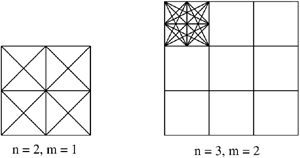 n = 2, m = 1
n = 3, m = 2